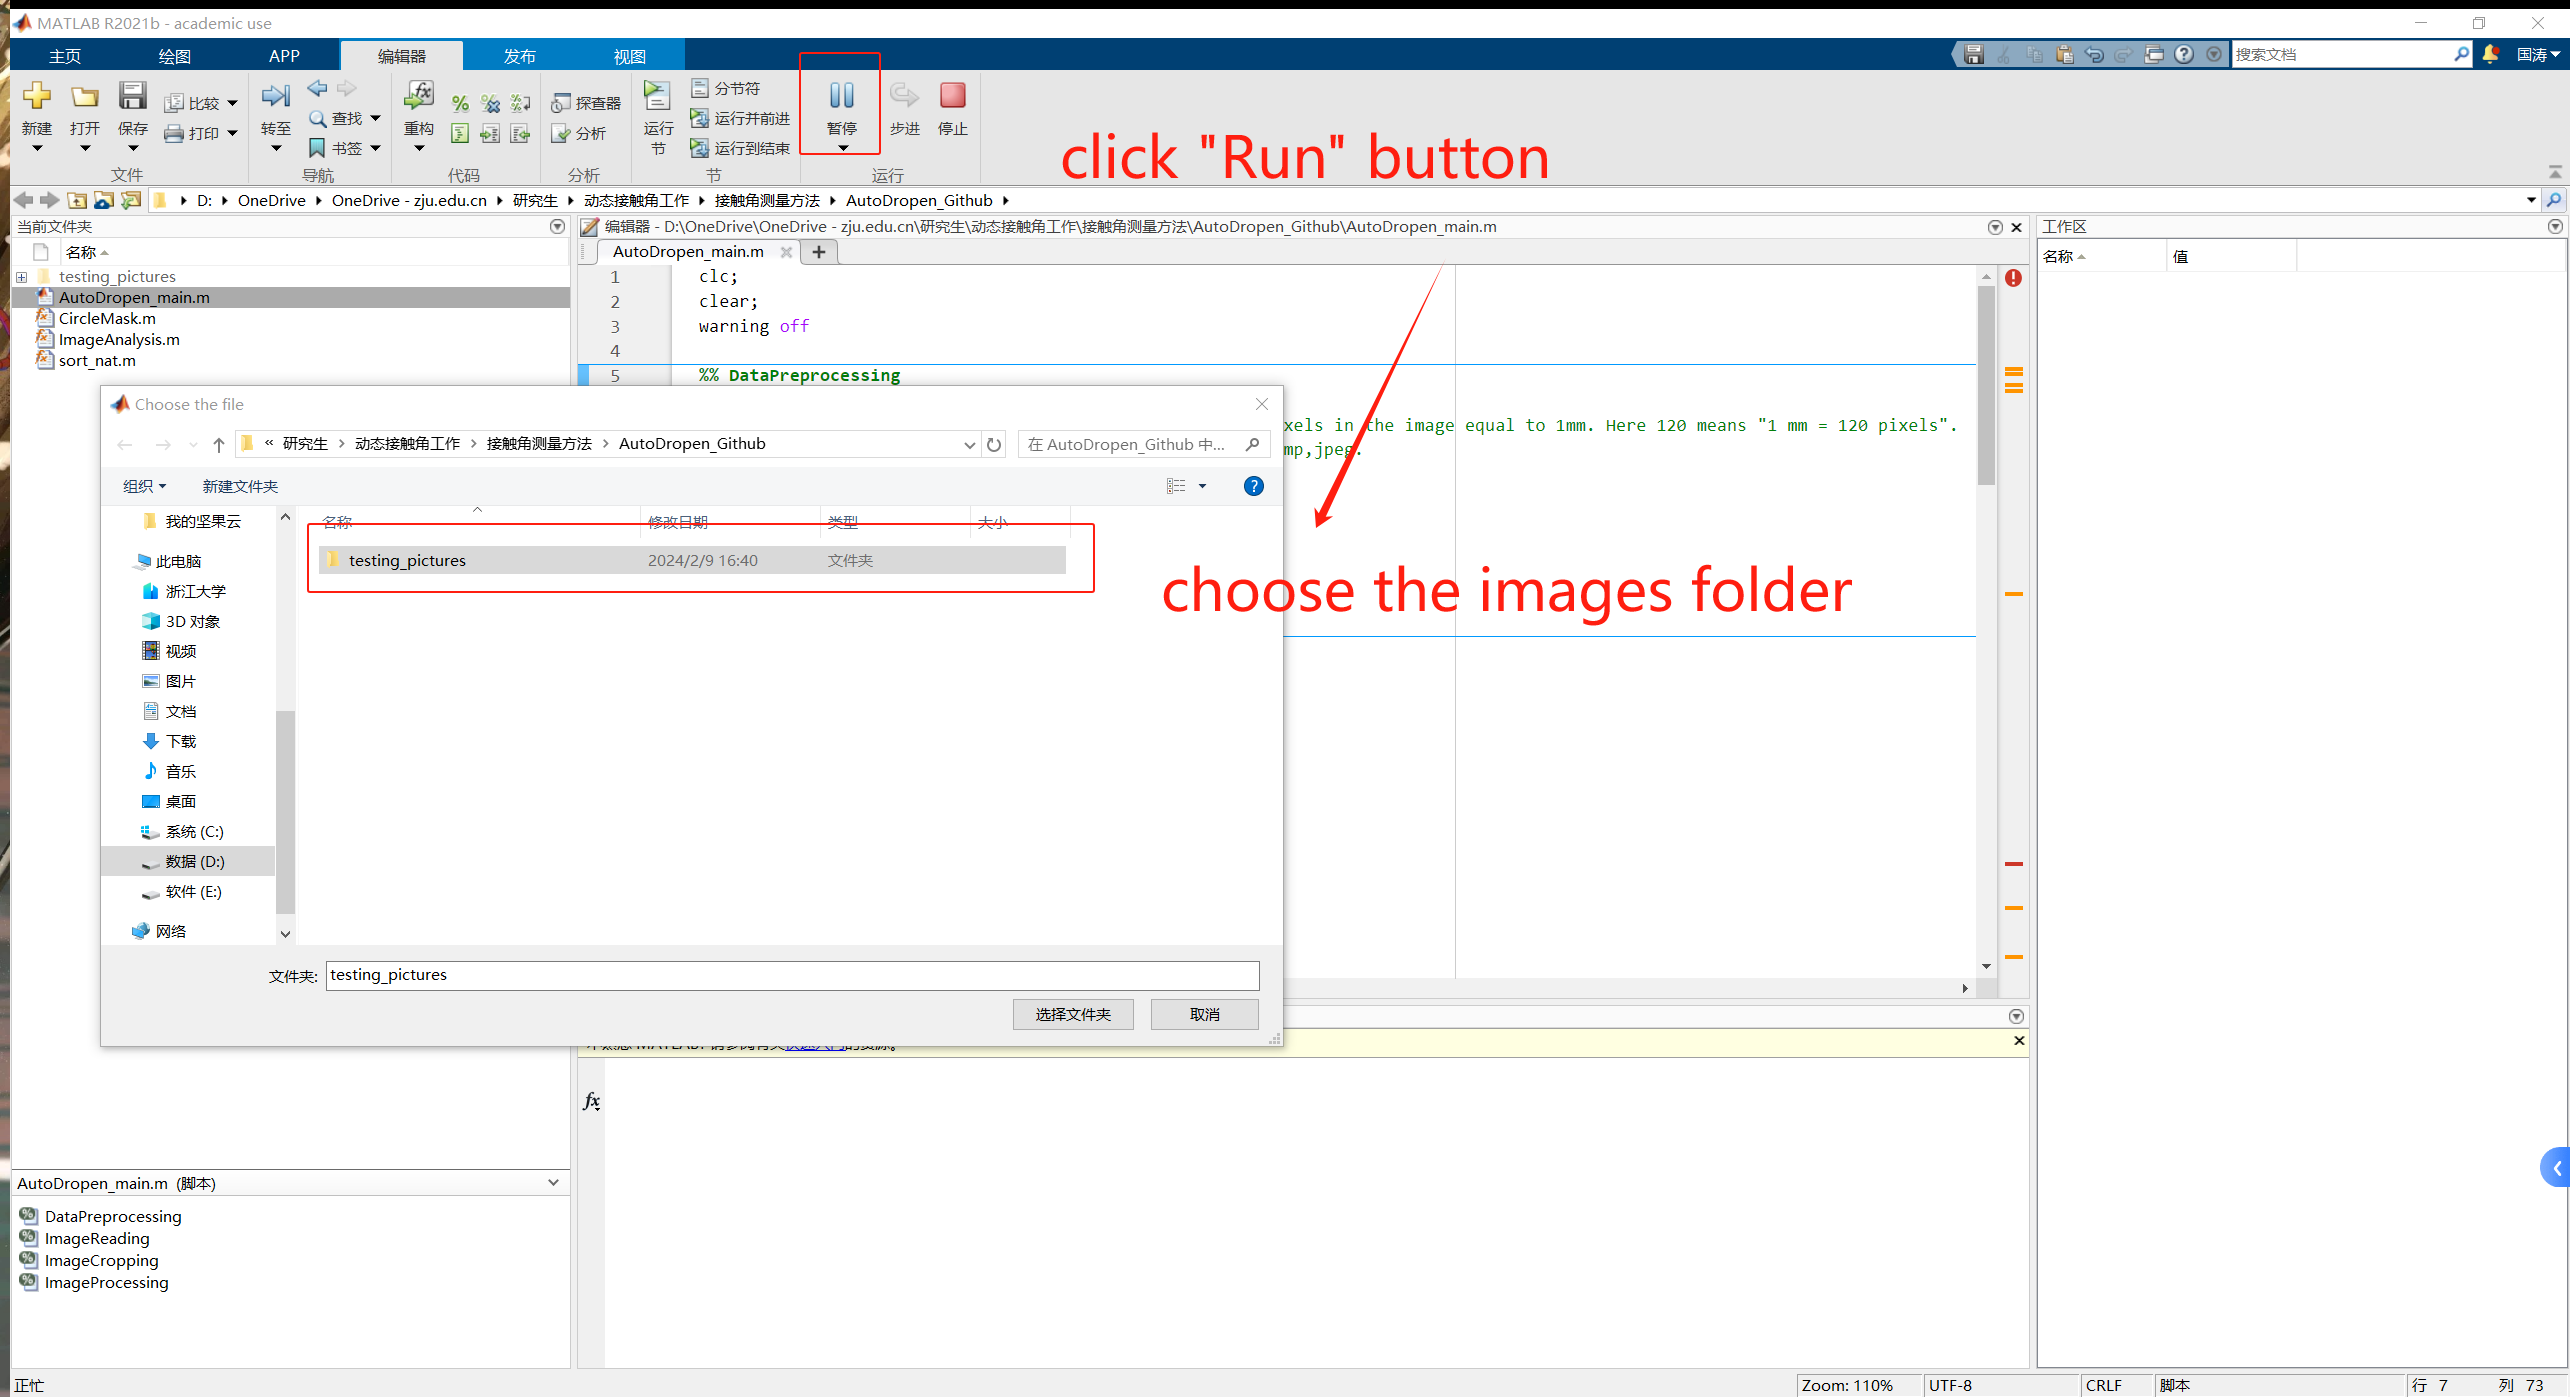 MATLAB R2021b - academic use
主页 绘图 APP 编辑器 发布 视图
搜索文档
国涛
新建 打开 保存 比较 打印
转至 查找 书签
重构
探查器 分析
运行节 分节符 运行并前进 运行到结束
暂停 步进 停止
文件 导航 代码 分析 节 运行
click "Run" button
D: OneDrive OneDrive - zju.edu.cn 研究生 动态接触角工作 接触角测量方法 AutoDropen_Github
当前文件夹
名称
testing_pictures
AutoDropen_main.m
CircleMask.m
ImageAnalysis.m
sort_nat.m
编辑器 - D:\OneDrive\OneDrive - zju.edu.cn\研究生\动态接触角工作\接触角测量方法\AutoDropen_Github\AutoDropen_main.m
AutoDropen_main.m
1 clc;
2 clear;
3 warning off
4
5 %% DataPreprocessing
xels in the image equal to 1mm. Here 120 means "1 mm = 120 pixels".
mp,jpeg.
工作区
名称 值
Choose the file
« 研究生 动态接触角工作 接触角测量方法 AutoDropen_Github
在 AutoDropen_Github 中...
组织 新建文件夹
名称 修改日期 类型 大小
testing_pictures 2024/2/9 16:40 文件夹
choose the images folder
我的坚果云
此电脑
浙江大学
3D 对象
视频
图片
文档
下载
音乐
桌面
系统 (C:)
数据 (D:)
软件 (E:)
网络
文件夹: testing_pictures
选择文件夹 取消
fx
AutoDropen_main.m (脚本)
DataPreprocessing
ImageReading
ImageCropping
ImageProcessing
正忙
Zoom: 110% UTF-8 CRLF 脚本 行 7 列 73